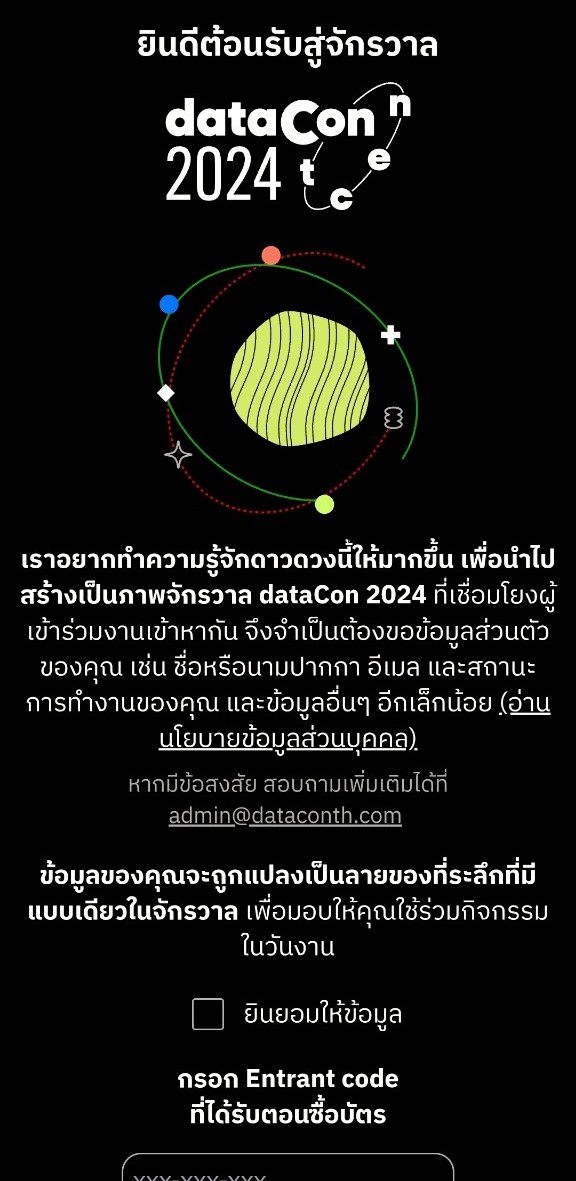 ยินดีต้อนรับสู่จักรวาล
dataCon
2024
connect
เราอยากทำความรู้จักดาวดวงนี้ให้มากขึ้น เพื่อนำไป
สร้างเป็นภาพจักรวาล dataCon 2024 ที่เชื่อมโยงผู้
เข้าร่วมงานเข้าหากัน จึงจำเป็นต้องขอข้อมูลส่วนตัว
ของคุณ เช่น ชื่อหรือนามปากกา อีเมล และสถานะ
การทำงานของคุณ และข้อมูลอื่นๆ อีกเล็กน้อย (อ่าน
นโยบายข้อมูลส่วนบุคคล)
หากมีข้อสงสัย สอบถามเพิ่มเติมได้ที่
admin@dataconth.com
ข้อมูลของคุณจะถูกแปลงเป็นลายของที่ระลึกที่มี
แบบเดียวในจักรวาล เพื่อมอบให้คุณใช้ร่วมกิจกรรม
ในวันงาน
ยินยอมให้ข้อมูล
กรอก Entrant code
ที่ได้รับตอนซื้อบัตร
xxx-xxx-xxx